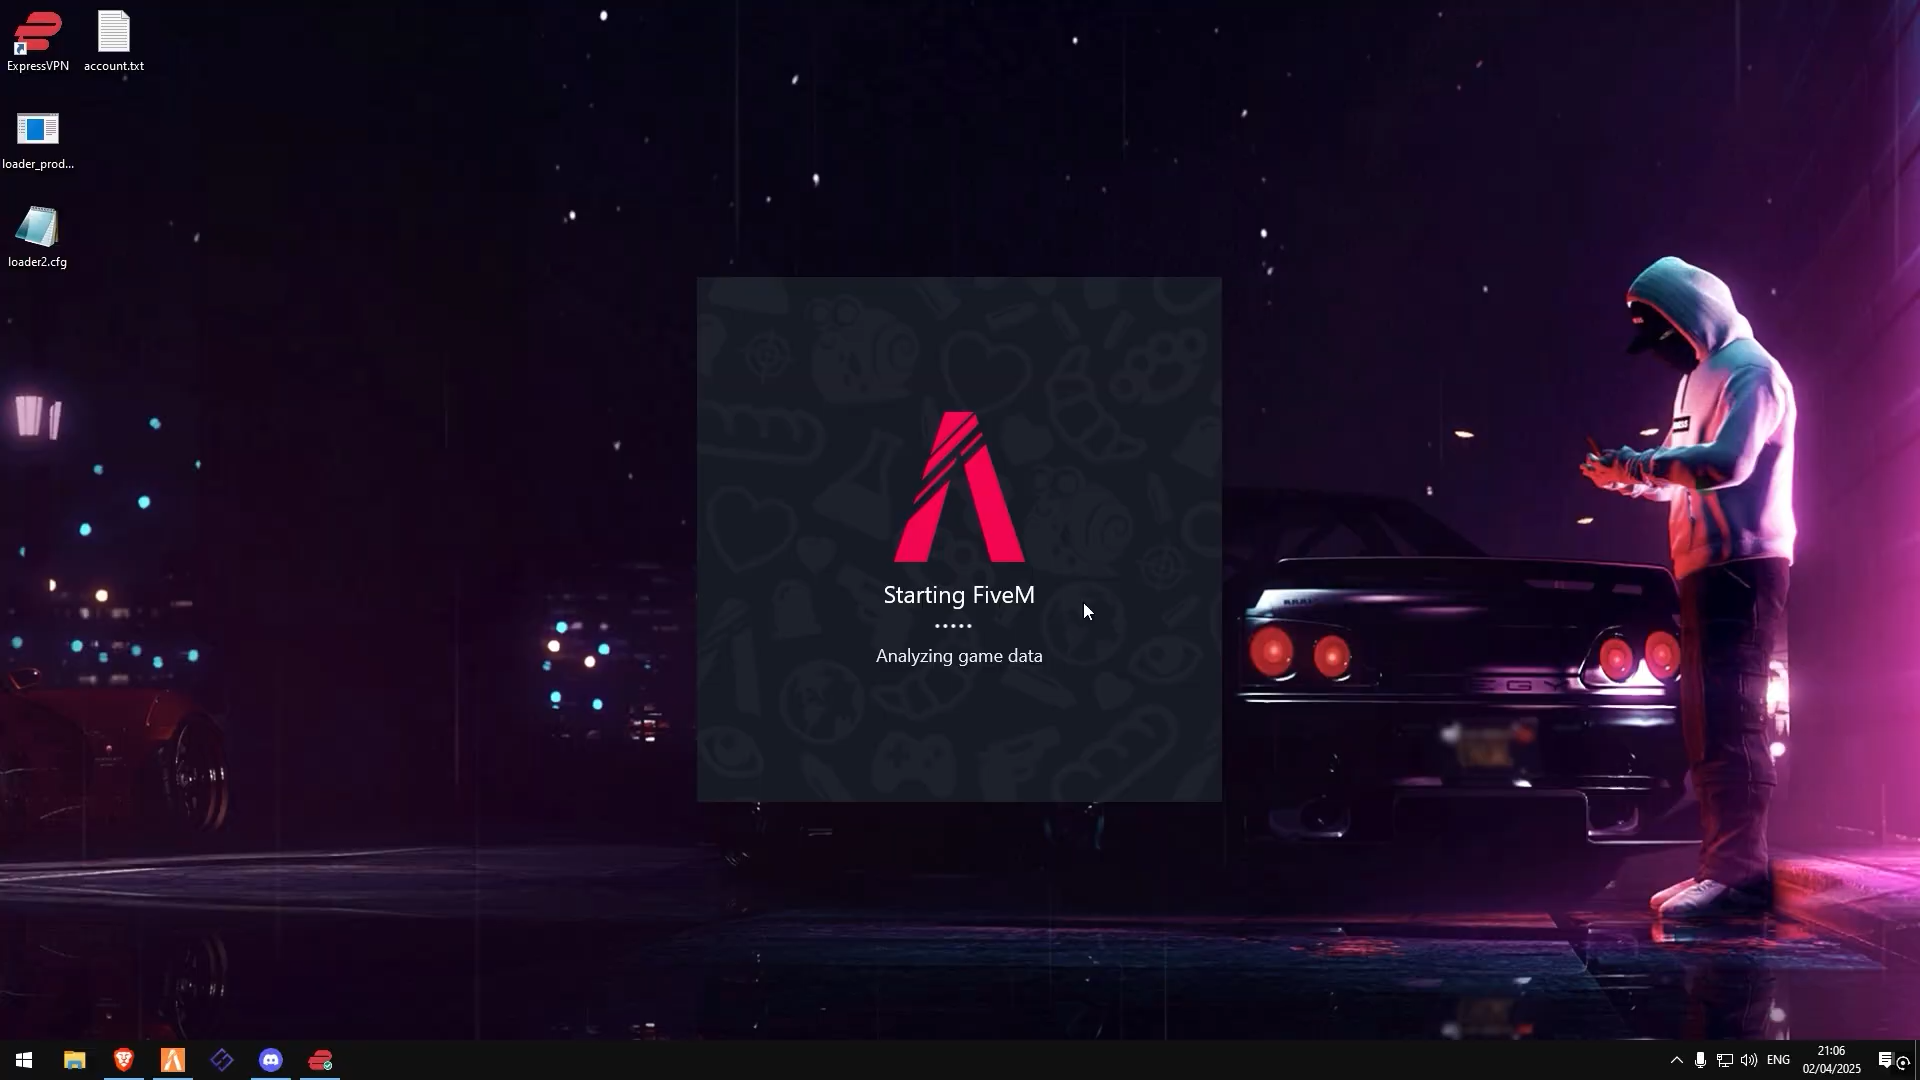 ExpressVPN
account.txt
loader_prod...
loader2.cfg
Starting FiveM
Analyzing game data
ENG
21:06
02/04/2025